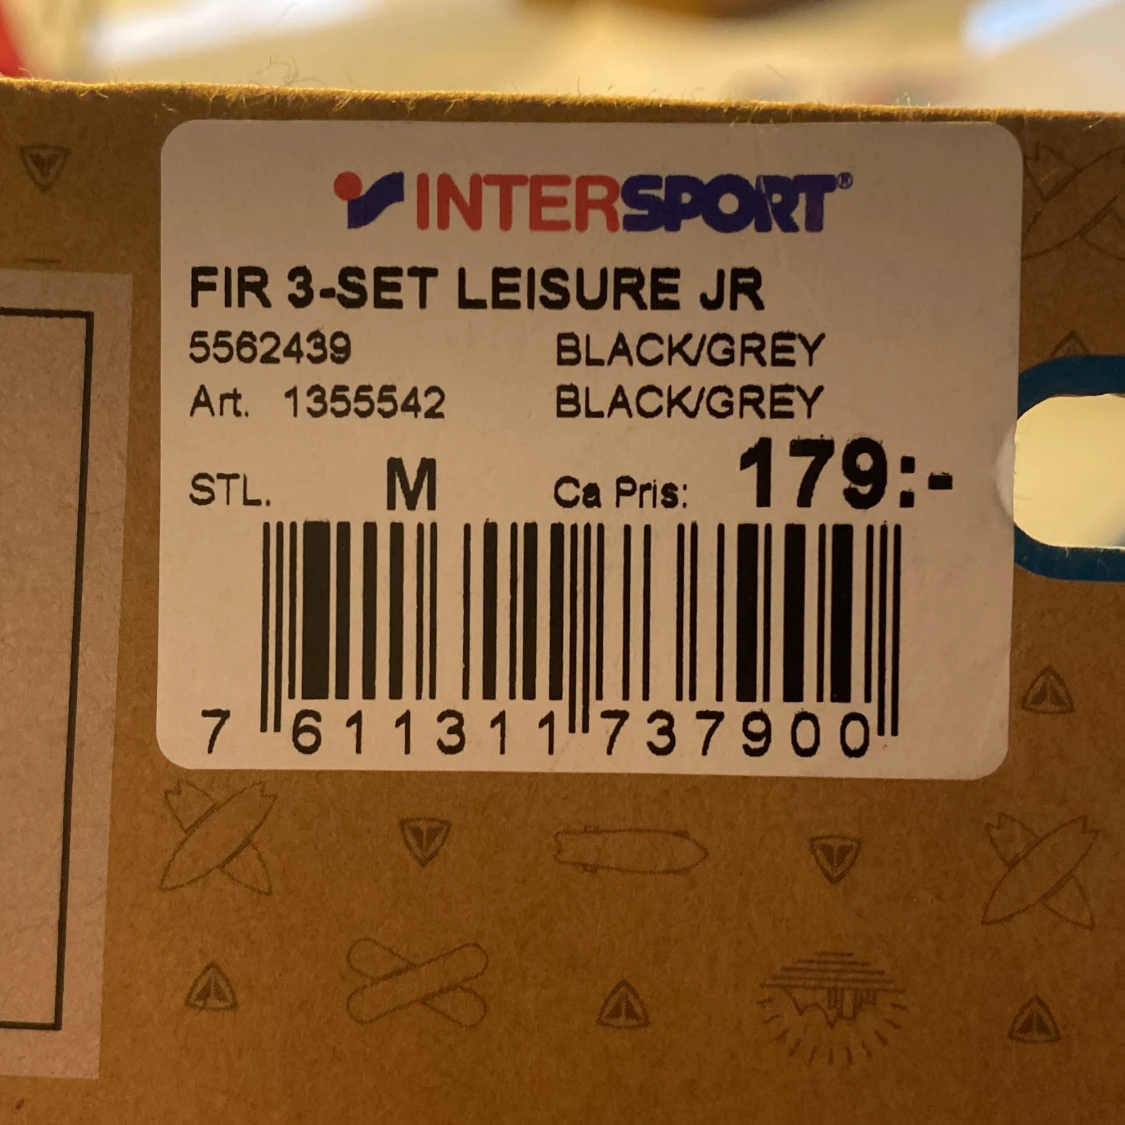 INTERSPORT®
FIR 3-SET LEISURE JR
5562439 BLACK/GREY
Art. 1355542 BLACK/GREY
STL. M Ca Pris: 179:-
7 611311 737900